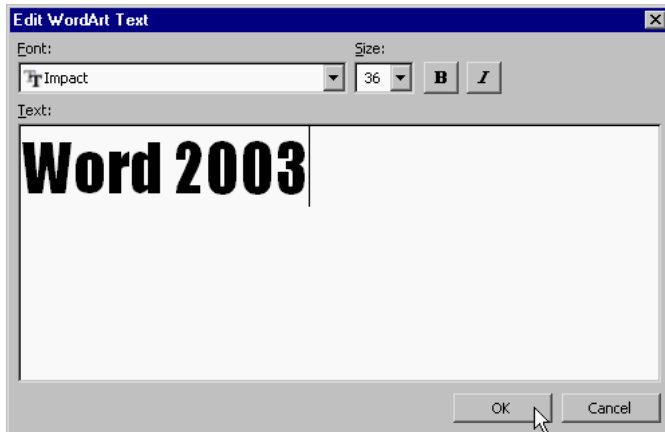 Edit WordArt Text
Font: Size:
Impact 36 B I
Text:
Word 2003
OK Cancel